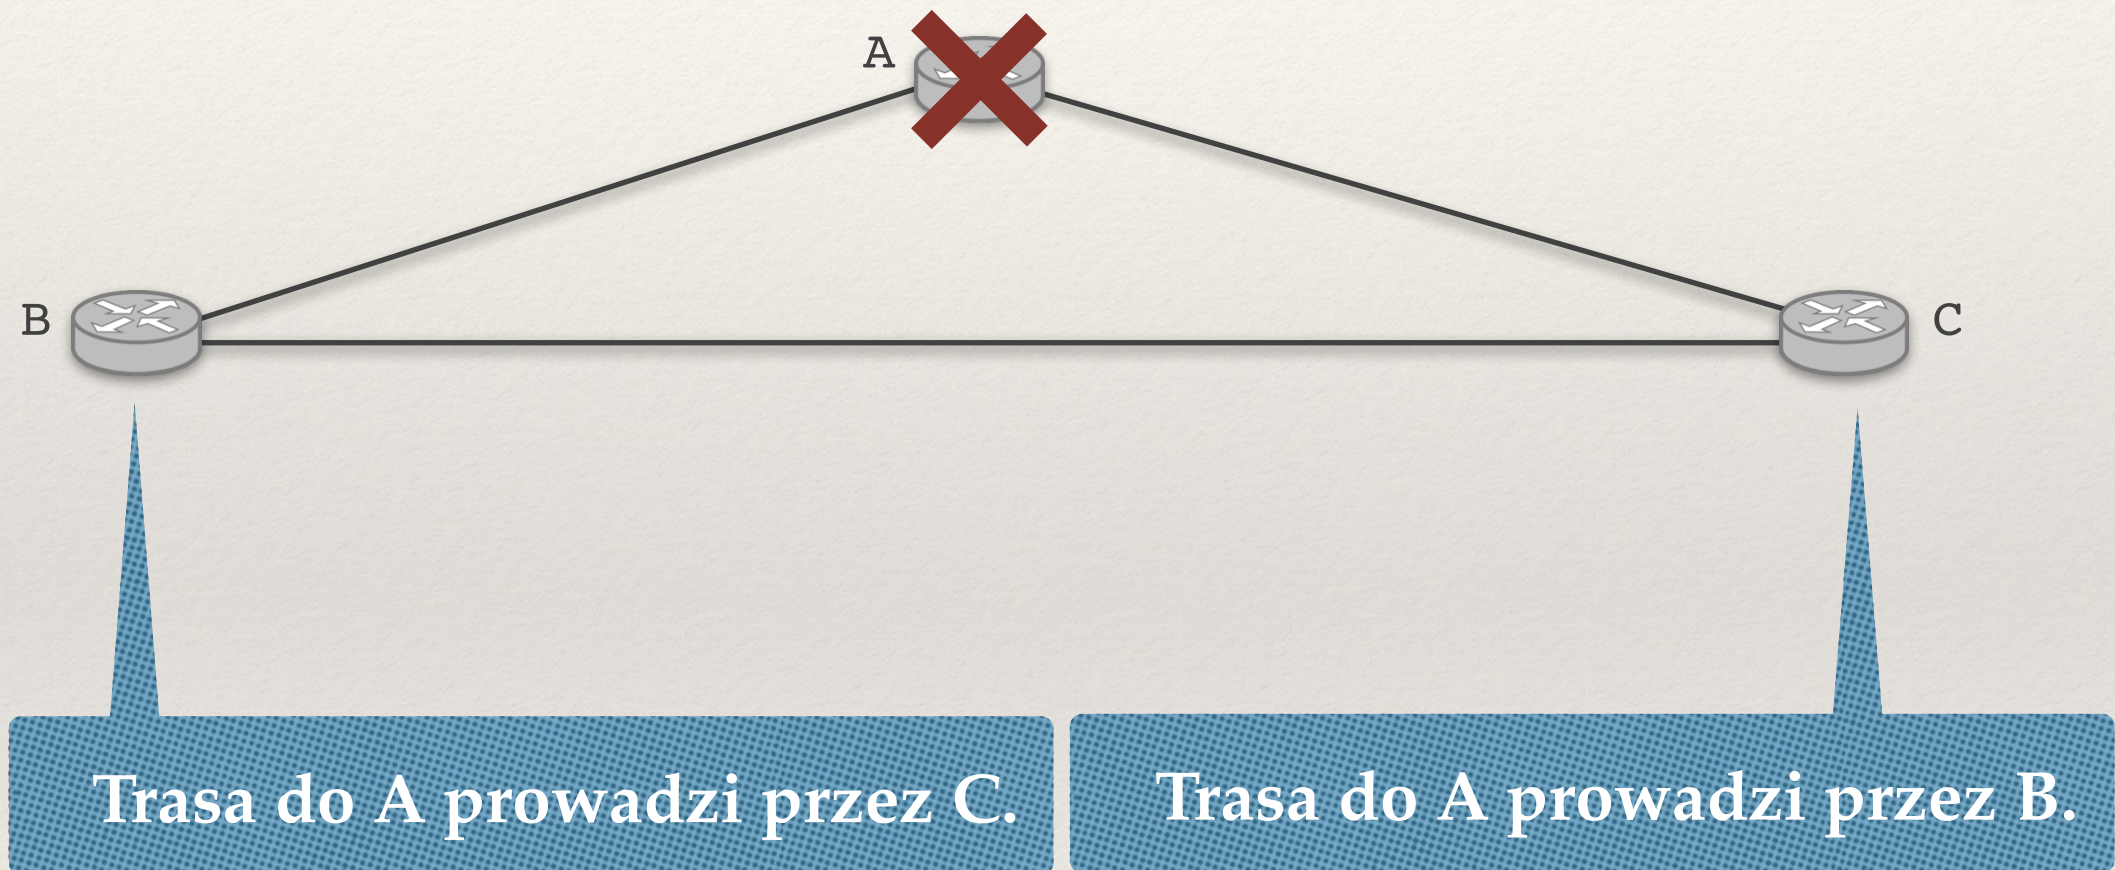 A
B
C
Trasa do A prowadzi przez C.
Trasa do A prowadzi przez B.